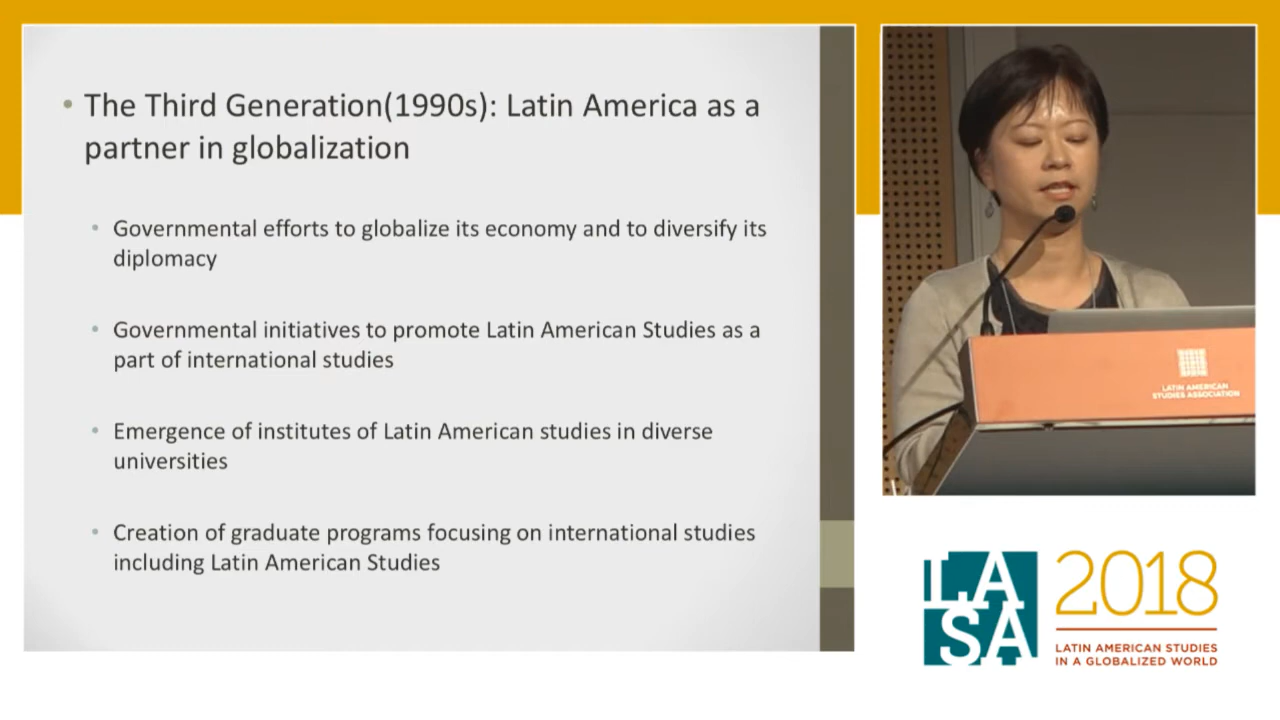 • The Third Generation(1990s): Latin America as a
partner in globalization
• Governmental efforts to globalize its economy and to diversify its
diplomacy
• Governmental initiatives to promote Latin American Studies as a
part of international studies
• Emergence of institutes of Latin American studies in diverse
universities
• Creation of graduate programs focusing on international studies
including Latin American Studies
LATIN AMERICAN
STUDIES ASSOCIATION
LA
SA
2018
LATIN AMERICAN STUDIES
IN A GLOBALIZED WORLD